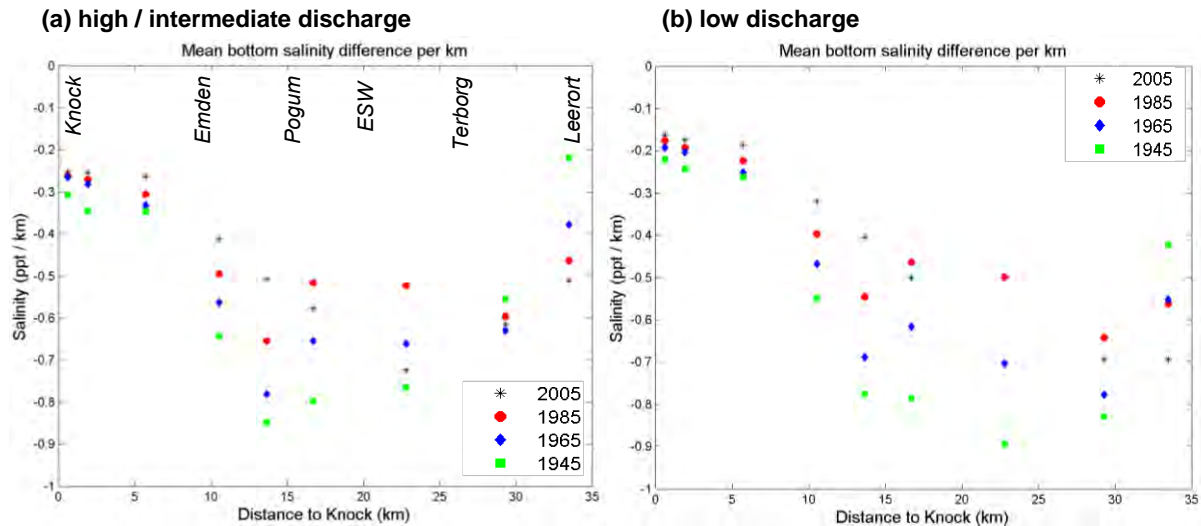 (a) high / intermediate discharge
Mean bottom salinity difference per km
Salinity (ppt / km)
0
-0.1
-0.2
-0.3
-0.4
-0.5
-0.6
-0.7
-0.8
-0.9
-1
Knock
Emden
Pogum
ESW
Terborg
Leerort
2005
1985
1965
1945
0 5 10 15 20 25 30 35
Distance to Knock (km)
(b) low discharge
Mean bottom salinity difference per km
Salinity (ppt / km)
0
-0.1
-0.2
-0.3
-0.4
-0.5
-0.6
-0.7
-0.8
-0.9
-1
2005
1985
1965
1945
0 5 10 15 20 25 30 35
Distance to Knock (km)